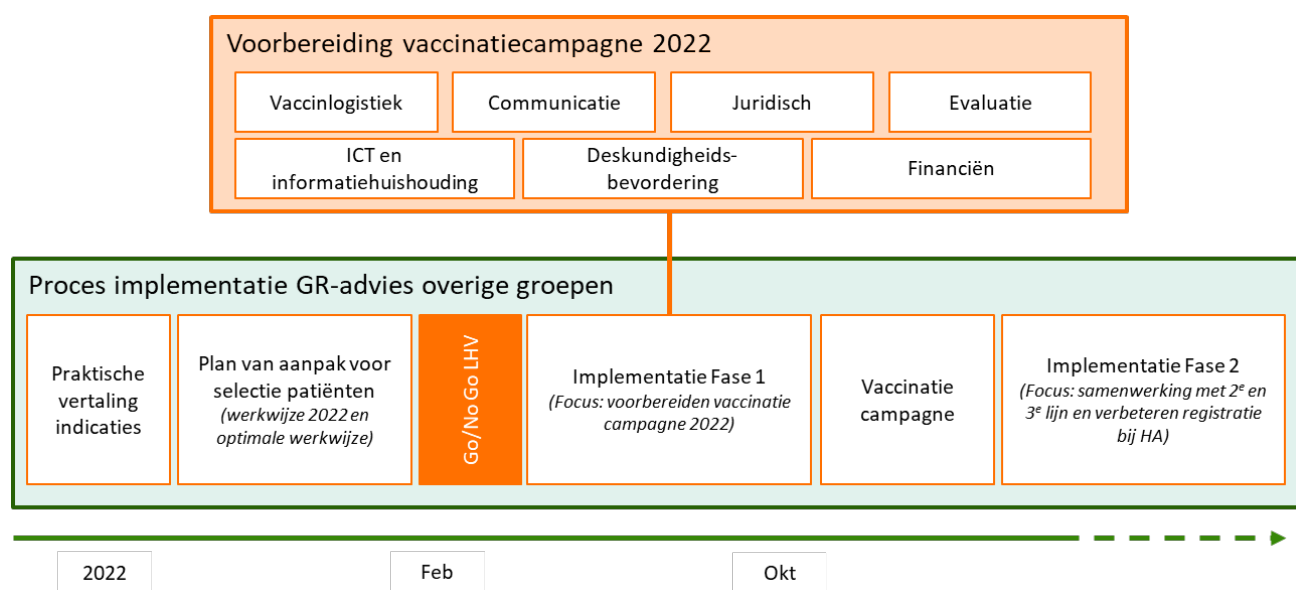 Voorbereiding vaccinatiecampagne 2022
Vaccinlogistiek
Communicatie
Juridisch
Evaluatie
ICT en
informatiehuishouding
Deskundigheids-
bevordering
Financiën
Proces implementatie GR-advies overige groepen
Praktische
vertaling
indicaties
Plan van aanpak voor
selectie patiënten
(werkwijze 2022 en
optimale werkwijze)
Go/No Go LHV
Implementatie Fase 1
(Focus: voorbereiden vaccinatie
campagne 2022)
Vaccinatie
campagne
Implementatie Fase 2
(Focus: samenwerking met 2e en
3e lijn en verbeteren registratie
bij HA)
2022
Feb
Okt